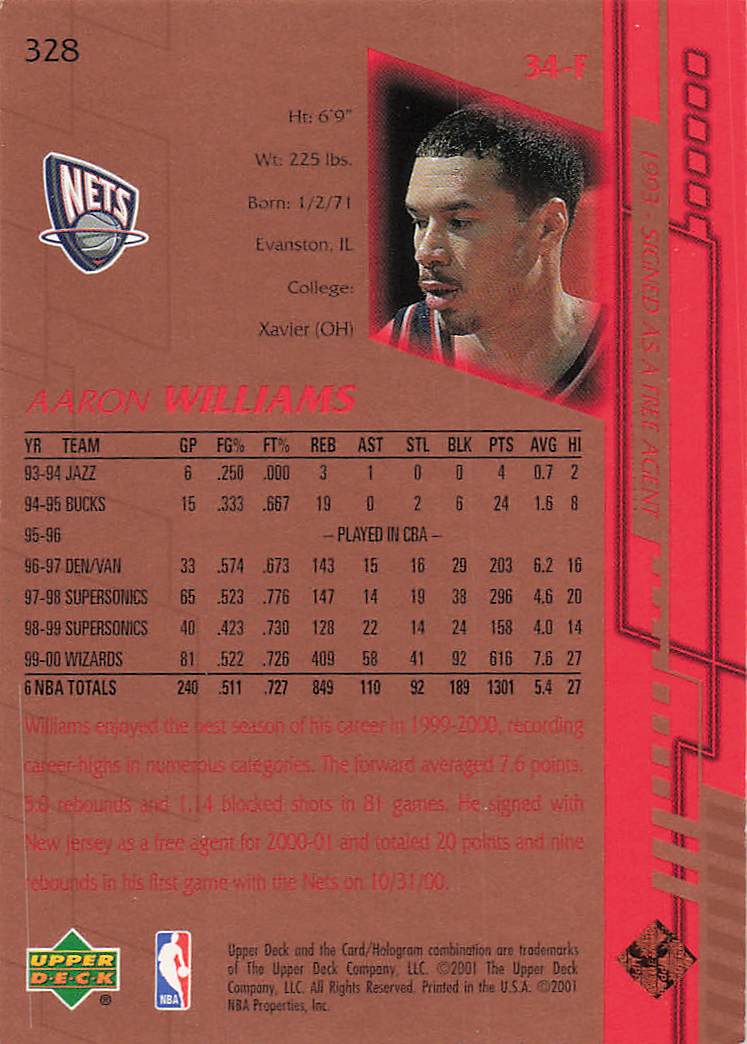 328
34-F
Ht: 6'9"
Wt: 225 lbs.
Born: 1/2/71
Evanston, IL
College:
Xavier (OH)
NETS
1993 - SIGNED AS A FREE AGENT
AARON WILLIAMS
YR TEAM GP FG% FT% REB AST STL BLK PTS AVG HI
93-94 JAZZ 6 .250 .000 3 1 0 0 4 0.7 2
94-95 BUCKS 15 .333 .667 19 0 2 6 24 1.6 8
95-96 – PLAYED IN CBA –
96-97 DEN/VAN 33 .574 .673 143 15 16 29 203 6.2 16
97-98 SUPERSONICS 65 .523 .776 147 14 19 38 296 4.6 20
98-99 SUPERSONICS 40 .423 .730 128 22 14 24 158 4.0 14
99-00 WIZARDS 81 .522 .726 409 58 41 92 616 7.6 27
6 NBA TOTALS 240 .511 .727 849 110 92 189 1301 5.4 27
Williams enjoyed the best season of his career in 1999-2000, recording
career-highs in numerous categories. The forward averaged 7.6 points,
5.0 rebounds and 1.14 blocked shots in 81 games. He signed with
New Jersey as a free agent for 2000-01 and totaled 20 points and nine
rebounds in his first game with the Nets on 10/31/00.
UPPER
D·E·C·K
®
NBA
Upper Deck and the Card/Hologram combination are trademarks
of The Upper Deck Company, LLC. ©2001 The Upper Deck
Company, LLC. All Rights Reserved. Printed in the U.S.A. ©2001
NBA Properties, Inc.